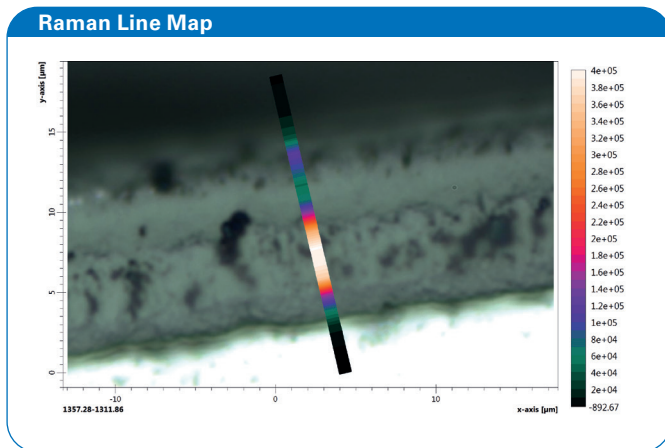 Raman Line Map
y-axis [µm]
15
10
5
0
-10
0
10
1357.28-1311.86
x-axis [µm]
4e+05
3.8e+05
3.6e+05
3.4e+05
3.2e+05
3e+05
2.8e+05
2.6e+05
2.4e+05
2.2e+05
2e+05
1.8e+05
1.6e+05
1.4e+05
1.2e+05
1e+05
8e+04
6e+04
4e+04
2e+04
-892.67